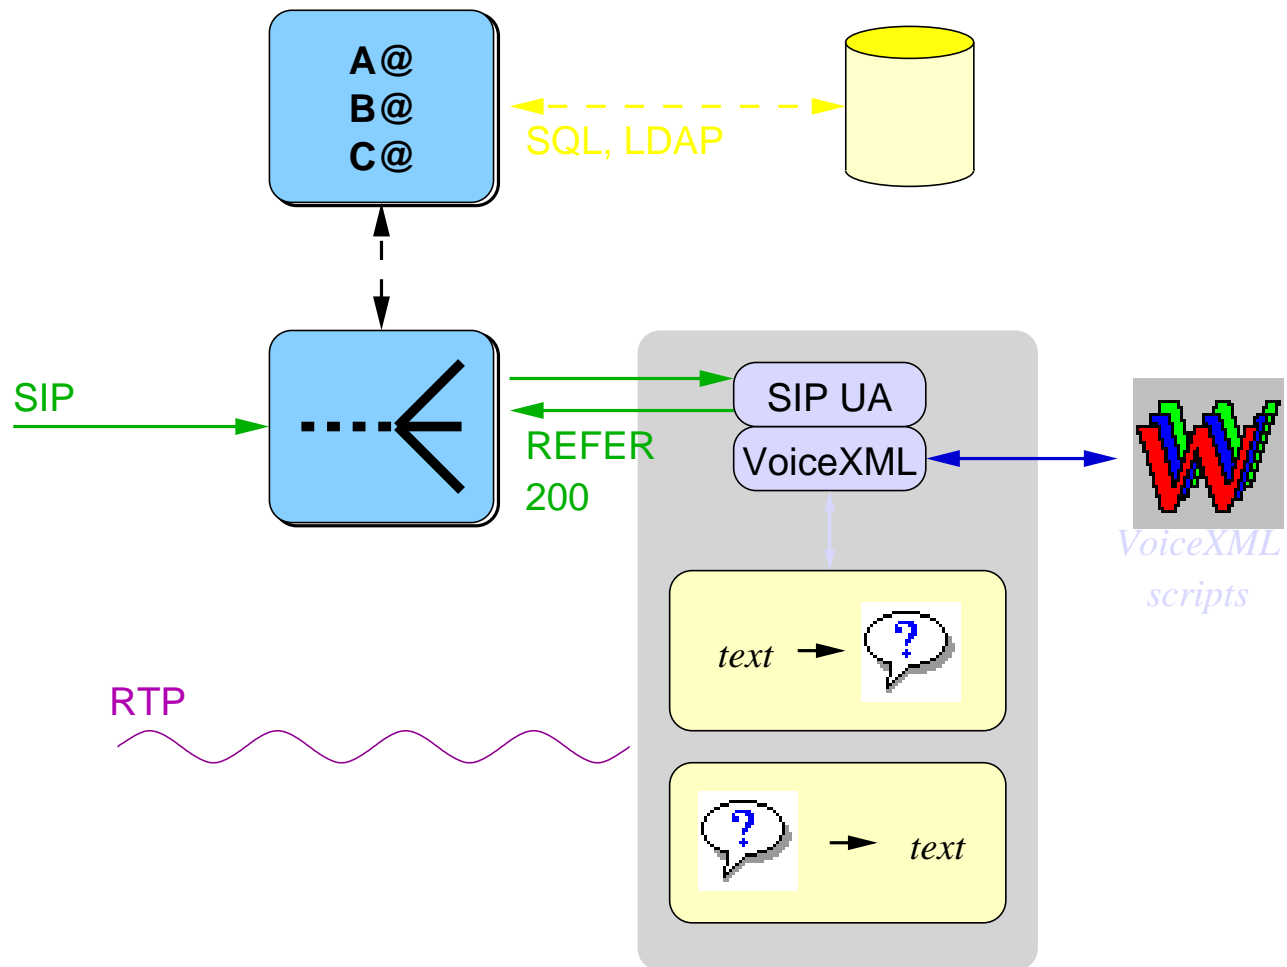 A@
B@
C@
SQL, LDAP
SIP
REFER
200
SIP UA
VoiceXML
VoiceXML
scripts
text
?
RTP
?
text